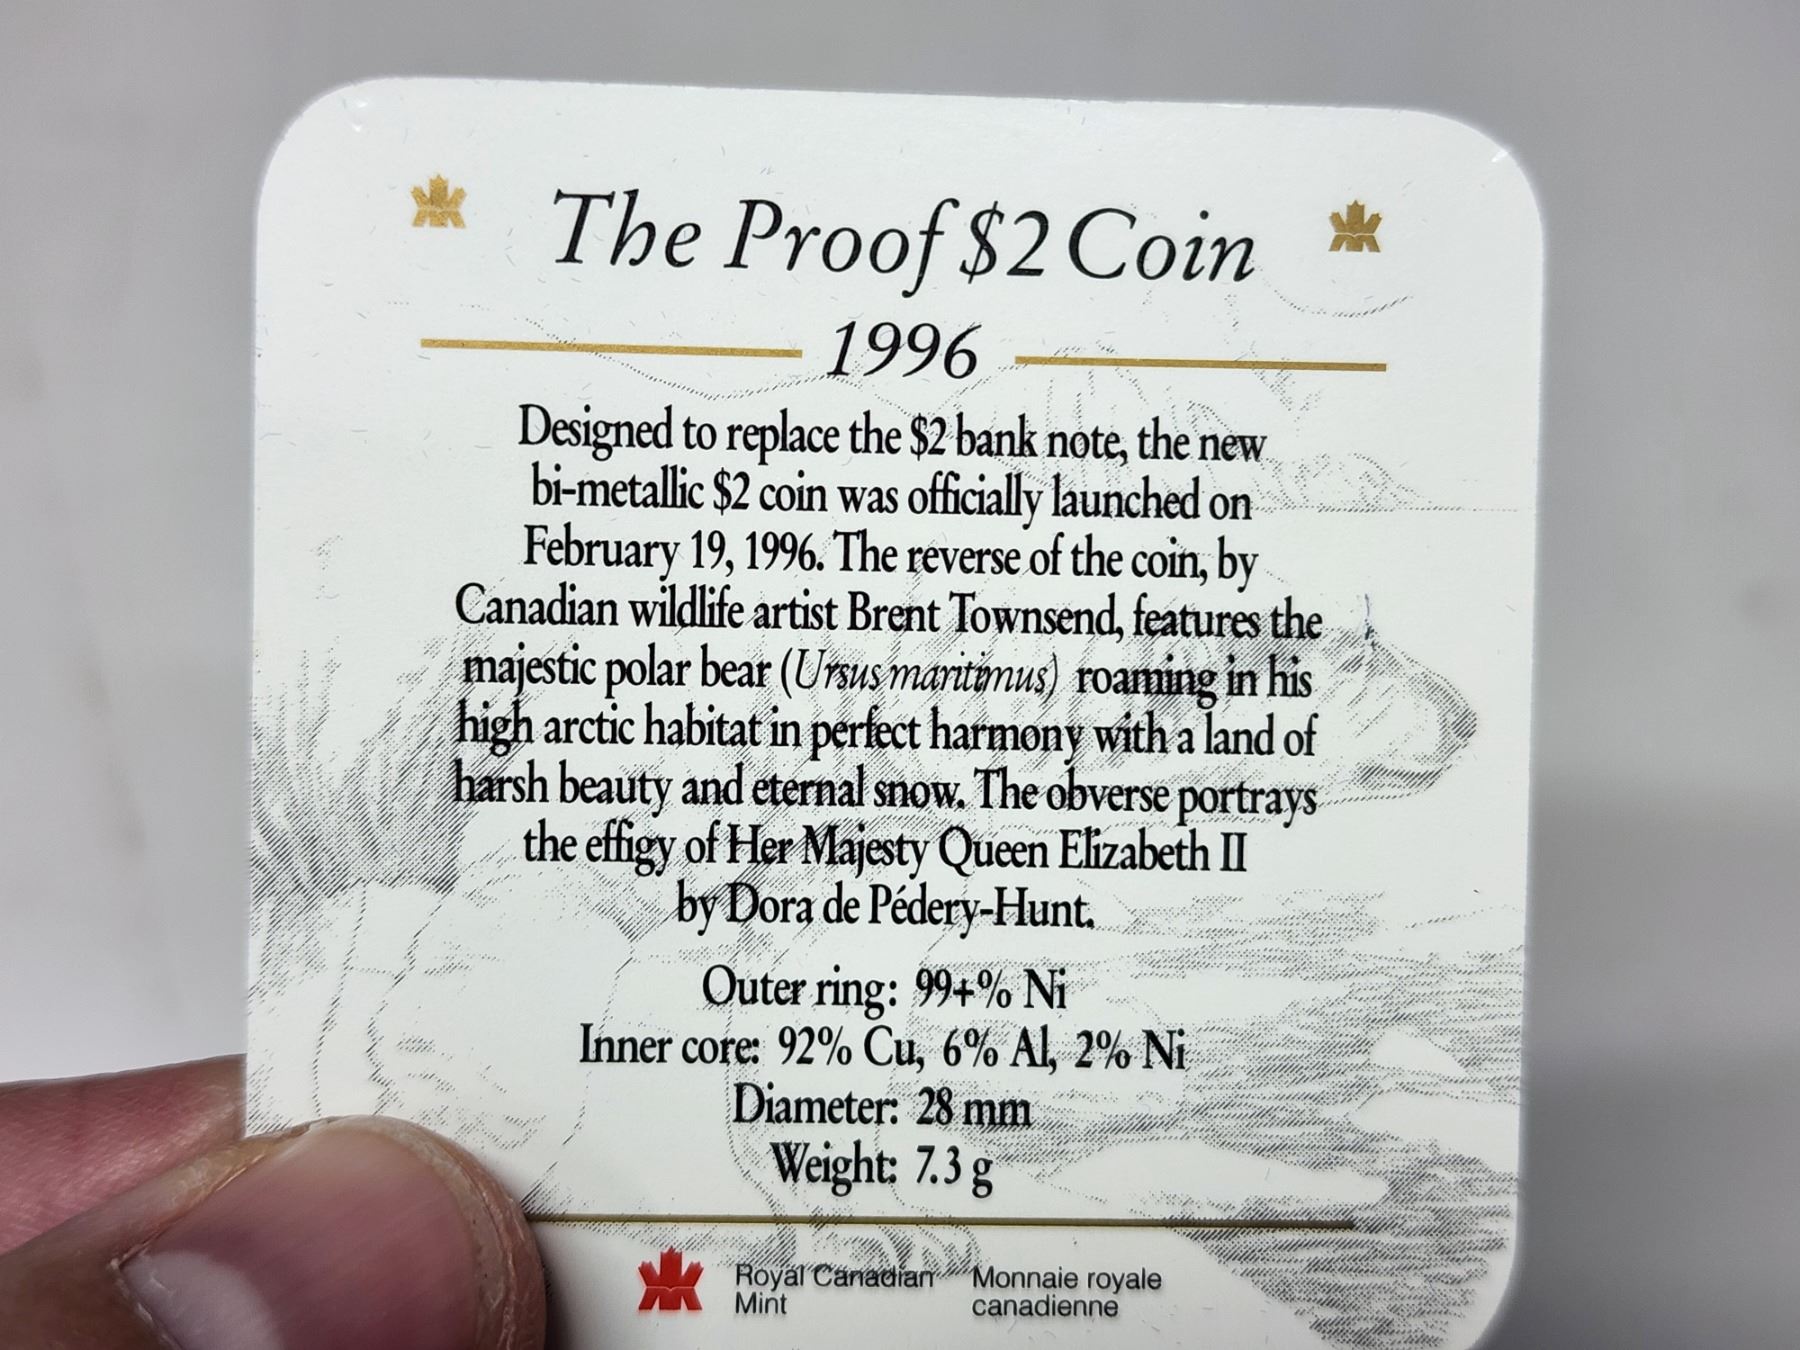 The Proof $2 Coin
1996
Designed to replace the $2 bank note, the new
bi-metallic $2 coin was officially launched on
February 19, 1996. The reverse of the coin, by
Canadian wildlife artist Brent Townsend, features the
majestic polar bear (Ursus maritimus) roaming in his
high arctic habitat in perfect harmony with a land of
harsh beauty and eternal snow. The obverse portrays
the effigy of Her Majesty Queen Elizabeth II
by Dora de Pédery-Hunt.
Outer ring: 99+% Ni
Inner core: 92% Cu, 6% Al, 2% Ni
Diameter: 28 mm
Weight: 7.3 g
Royal Canadian
Mint
Monnaie royale
canadienne